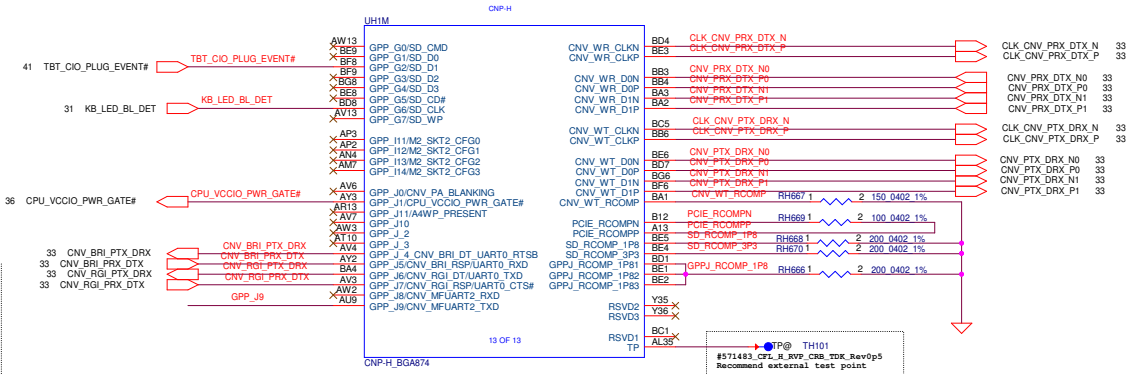 CNP-H
UH1M
AW13 GPP_G0/SD_CMD
BE9 GPP_G1/SD_D0
41 TBT_CIO_PLUG_EVENT# TBT_CIO_PLUG_EVENT# BF8 GPP_G2/SD_D1
BF9 GPP_G3/SD_D2
BG8 GPP_G4/SD_D3
BE8 GPP_G5/SD_CD#
31 KB_LED_BL_DET KB_LED_BL_DET BD8 GPP_G6/SD_CLK
AV13 GPP_G7/SD_WP
AP3 GPP_I11/M2_SKT2_CFG0
AP2 GPP_I12/M2_SKT2_CFG1
AN4 GPP_I13/M2_SKT2_CFG2
AM7 GPP_I14/M2_SKT2_CFG3
AV6 GPP_J0/CNV_PA_BLANKING
36 CPU_VCCIO_PWR_GATE# CPU_VCCIO_PWR_GATE# AY3 GPP_J1/CPU_VCCIO_PWR_GATE#
AR13 GPP_J11/A4WP_PRESENT
AV7 GPP_J10
AW3 GPP_J_2
AT10 GPP_J_3
33 CNV_BRI_PTX_DRX CNV_BRI_PTX_DRX AV4 GPP_J_4_CNV_BRI_DT_UART0_RTSB
33 CNV_BRI_PRX_DTX CNV_BRI_PRX_DTX AY2 GPP_J5/CNV_BRI_RSP/UART0_RXD
33 CNV_RGI_PTX_DRX CNV_RGI_PTX_DRX BA4 GPP_J6/CNV_RGI_DT/UART0_TXD
33 CNV_RGI_PRX_DTX CNV_RGI_PRX_DTX AV3 GPP_J7/CNV_RGI_RSP/UART0_CTS#
AW2 GPP_J8/CNV_MFUART2_RXD
GPP_J9 AU9 GPP_J9/CNV_MFUART2_TXD
CNV_WR_CLKN BD4 CLK_CNV_PRX_DTX_N CLK_CNV_PRX_DTX_N 33
CNV_WR_CLKP BE3 CLK_CNV_PRX_DTX_P CLK_CNV_PRX_DTX_P 33
CNV_WR_D0N BB3 CNV_PRX_DTX_N0 CNV_PRX_DTX_N0 33
CNV_WR_D0P BB4 CNV_PRX_DTX_P0 CNV_PRX_DTX_P0 33
CNV_WR_D1N BA3 CNV_PRX_DTX_N1 CNV_PRX_DTX_N1 33
CNV_WR_D1P BA2 CNV_PRX_DTX_P1 CNV_PRX_DTX_P1 33
CNV_WT_CLKN BC5 CLK_CNV_PTX_DRX_N CLK_CNV_PTX_DRX_N 33
CNV_WT_CLKP BB6 CLK_CNV_PTX_DRX_P CLK_CNV_PTX_DRX_P 33
CNV_WT_D0N BE6 CNV_PTX_DRX_N0 CNV_PTX_DRX_N0 33
CNV_WT_D0P BD7 CNV_PTX_DRX_P0 CNV_PTX_DRX_P0 33
CNV_WT_D1N BG6 CNV_PTX_DRX_N1 CNV_PTX_DRX_N1 33
CNV_WT_D1P BF6 CNV_PTX_DRX_P1 CNV_PTX_DRX_P1 33
CNV_WT_RCOMP BA1 CNV_WT_RCOMP RH667 1 2 150_0402_1%
PCIE_RCOMPN B12 PCIE_RCOMPN RH669 1 2 100_0402_1%
PCIE_RCOMPP A13 PCIE_RCOMPP
SD_RCOMP_1P8 BE5 SD_RCOMP_1P8 RH668 1 2 200_0402_1%
SD_RCOMP_3P3 BE4 SD_RCOMP_3P3 RH670 1 2 200_0402_1%
GPPJ_RCOMP_1P81 BD1
GPPJ_RCOMP_1P82 BE1 GPPJ_RCOMP_1P8 RH666 1 2 200_0402_1%
GPPJ_RCOMP_1P83 BE2
RSVD2 Y35
RSVD3 Y36
RSVD1 BC1
TP AL35 TP@ TH101
13 OF 13
CNP-H_BGA874
#571483_CFL_H_RVP_CRB_TDK_Rev0p5
Recommend external test point